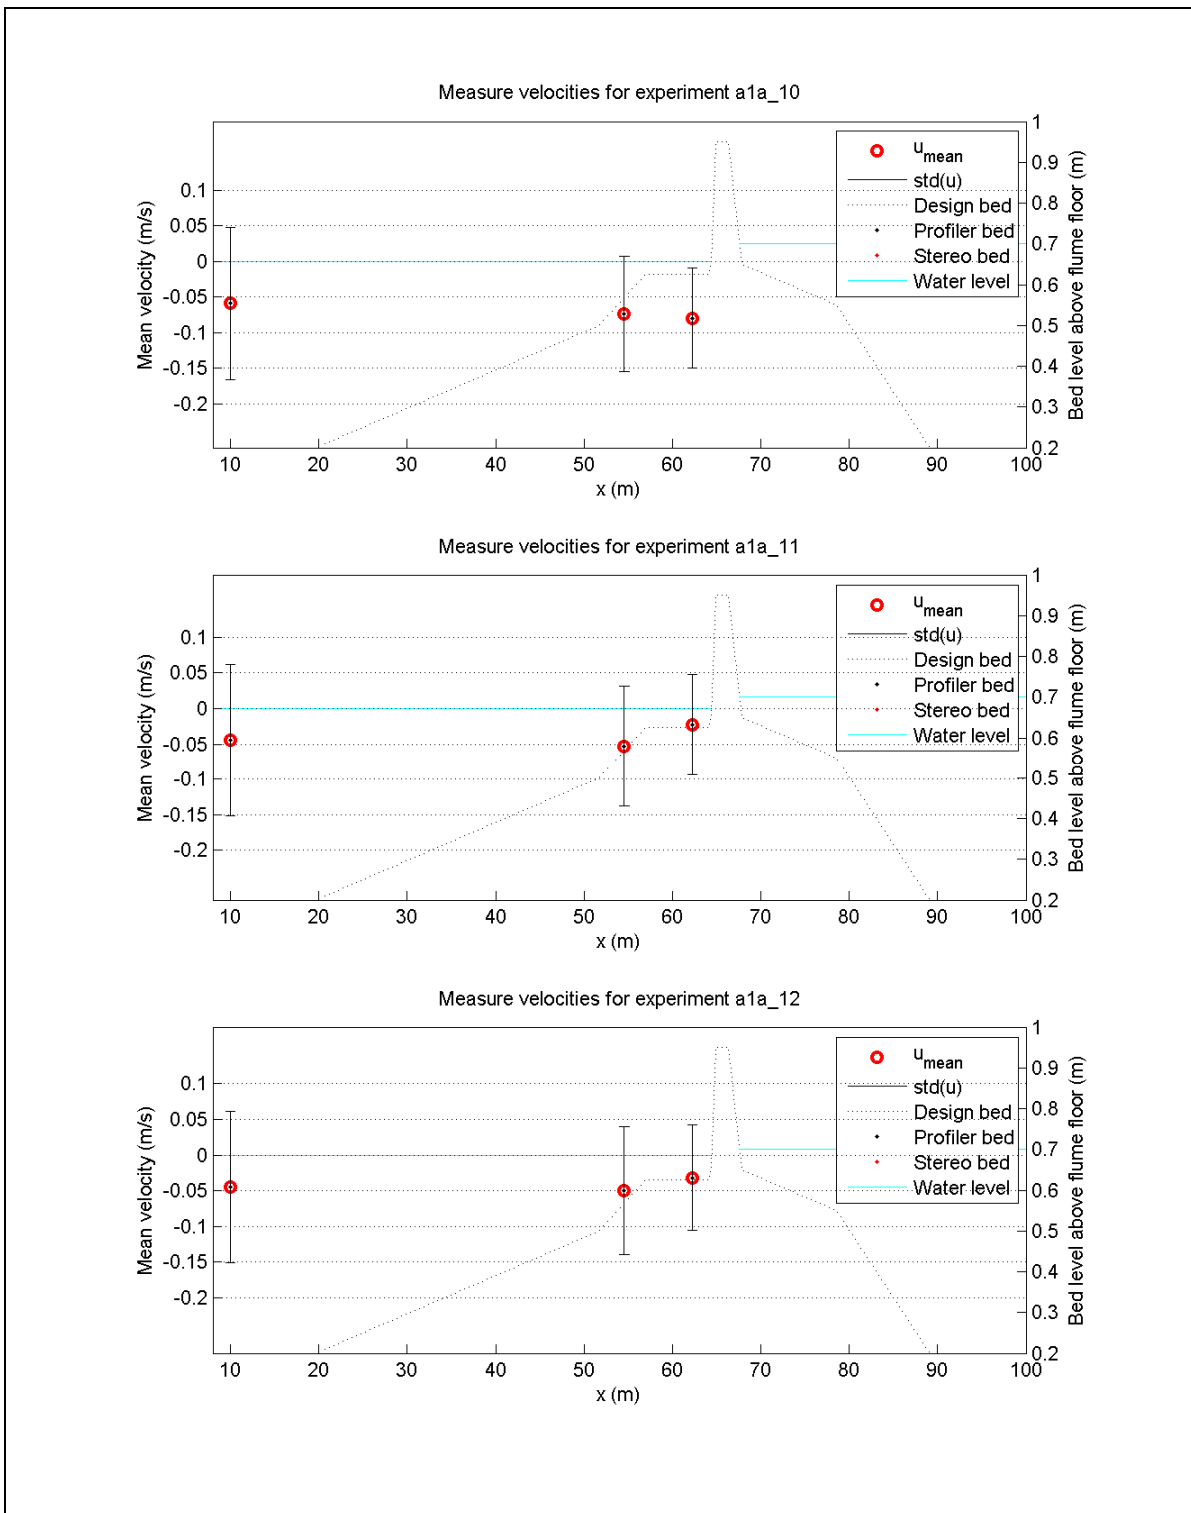 Measure velocities for experiment a1a_10
Mean velocity (m/s)
0.1
0.05
0
-0.05
-0.1
-0.15
-0.2
10 20 30 40 50 60 70 80 90 100
x (m)
1
0.9
0.8
0.7
0.6
0.5
0.4
0.3
0.2
Bed level above flume floor (m)
u_mean
std(u)
Design bed
Profiler bed
Stereo bed
Water level
Measure velocities for experiment a1a_11
Mean velocity (m/s)
0.1
0.05
0
-0.05
-0.1
-0.15
-0.2
10 20 30 40 50 60 70 80 90 100
x (m)
1
0.9
0.8
0.7
0.6
0.5
0.4
0.3
0.2
Bed level above flume floor (m)
u_mean
std(u)
Design bed
Profiler bed
Stereo bed
Water level
Measure velocities for experiment a1a_12
Mean velocity (m/s)
0.1
0.05
0
-0.05
-0.1
-0.15
-0.2
10 20 30 40 50 60 70 80 90 100
x (m)
1
0.9
0.8
0.7
0.6
0.5
0.4
0.3
0.2
Bed level above flume floor (m)
u_mean
std(u)
Design bed
Profiler bed
Stereo bed
Water level